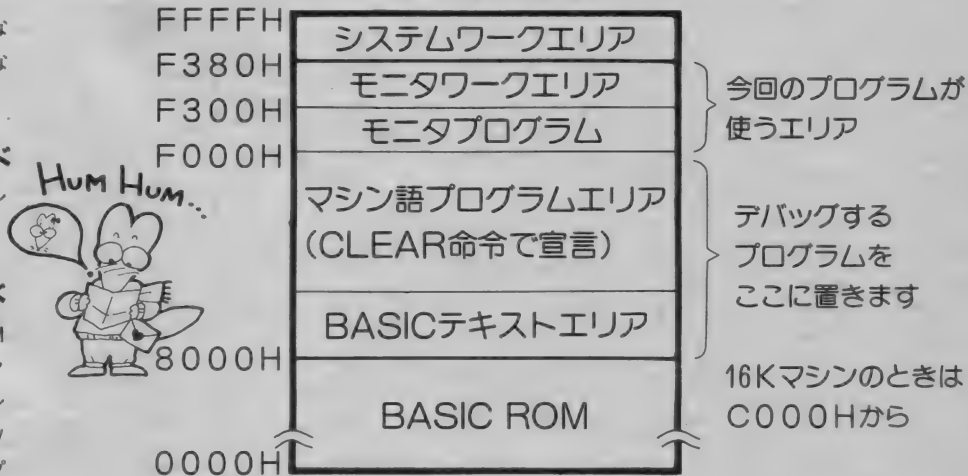 FFFFH
システムワークエリア
F380H
モニタワークエリア
F300H
モニタプログラム
F000H
今回のプログラムが
使うエリア
HUM HUM...
マシン語プログラムエリア
(CLEAR命令で宣言)
デバッグする
プログラムを
ここに置きます
BASICテキストエリア
8000H
16Kマシンのときは
C000Hから
BASIC ROM
0000H